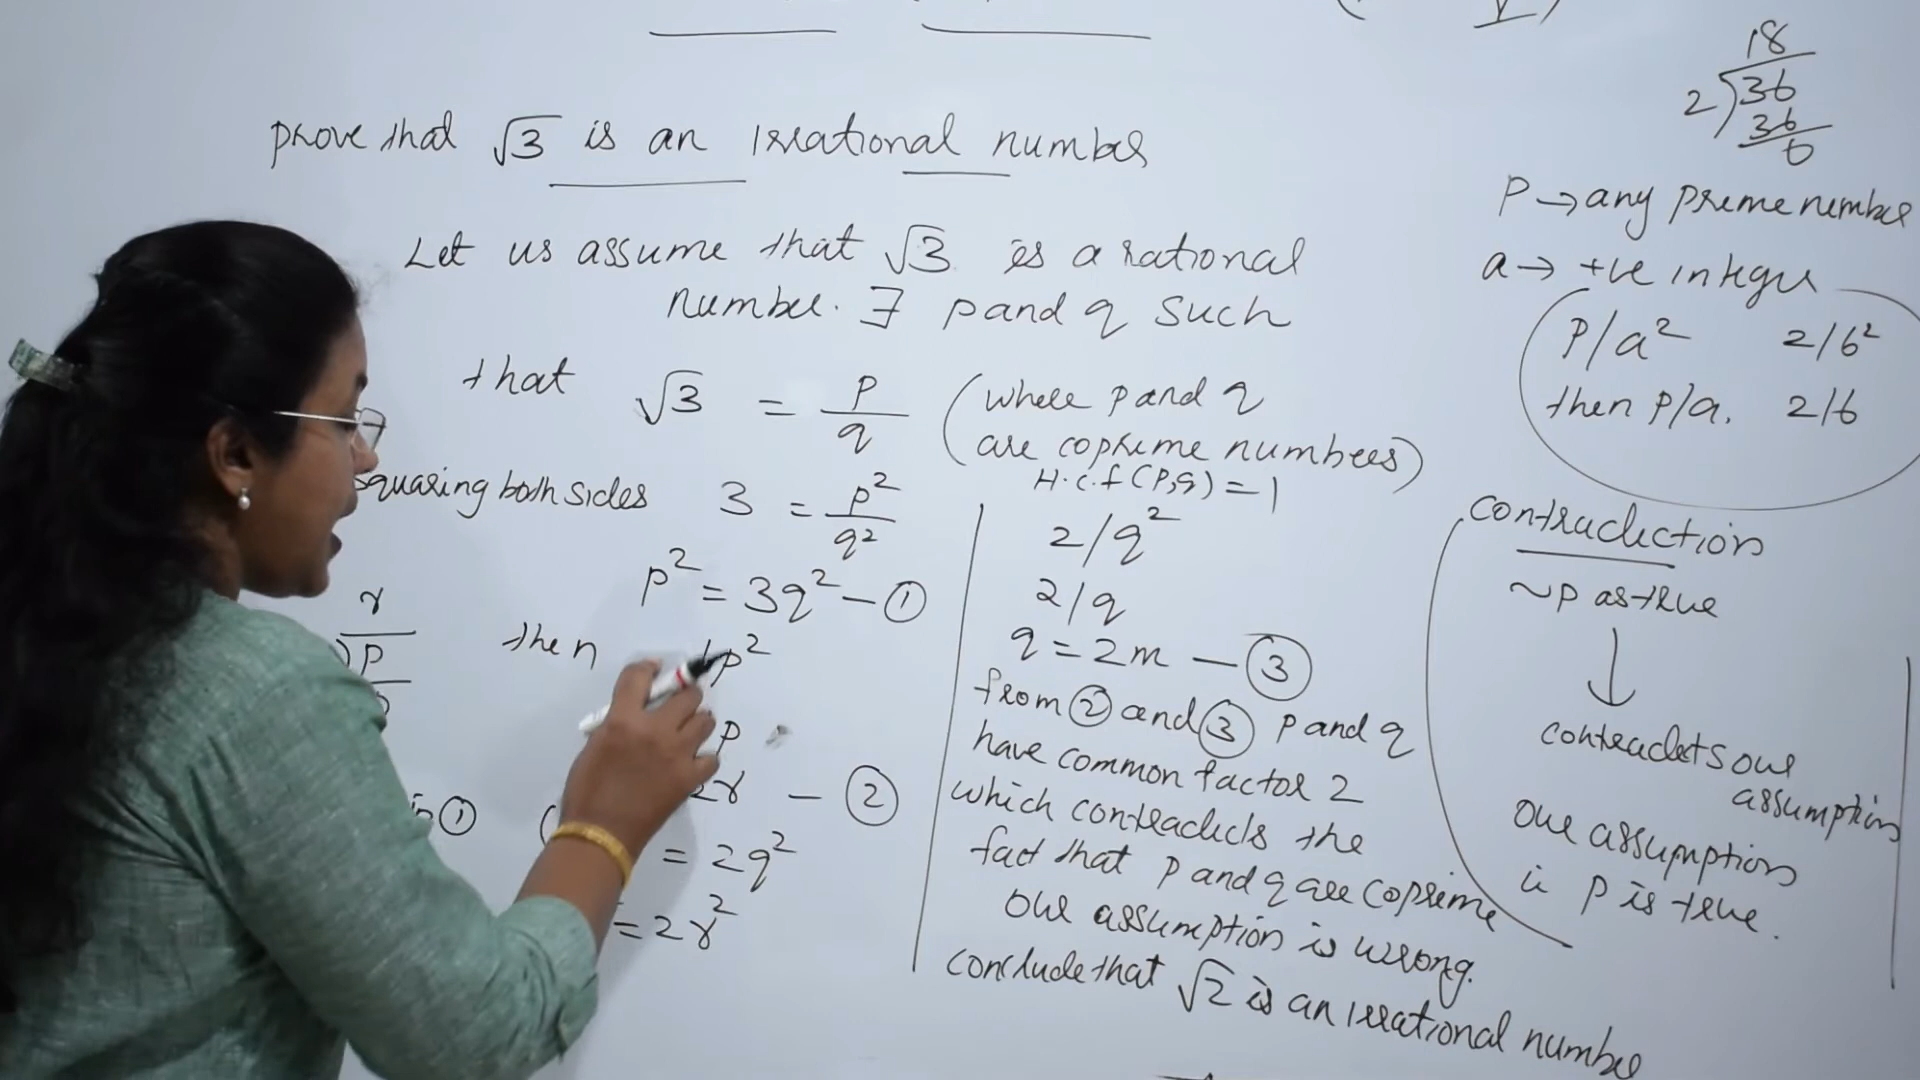 prove that √3 is an Irrational number
Let us assume that √3 is a rational
number. ∃ p and q such
that √3 = p/q (where p and q
are coprime numbers)
H.c.f (P,q) = 1
squaring both sides 3 = p²/q²
p² = 3q² — ①
then /p²
p
2r — ②
in ①
= 2q²
= 2r²
r
p
2/q²
2/q
q = 2m — ③
from ② and ③ p and q
have common factor 2
which contradicts the
fact that p and q are coprime
our assumption is wrong.
conclude that √2 is an irrational number
18
2)36
36
0
P → any prime number
a → +ve integer
P/a² 2/6²
then P/a. 2/6
contradiction
~p as true
↓
contradicts our
assumption
our assumption
is P is true.